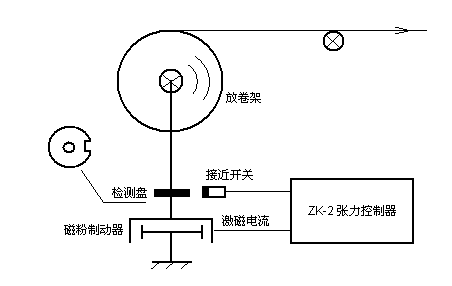 放卷架
接近开关
检测盘
ZK-2张力控制器
激磁电流
磁粉制动器